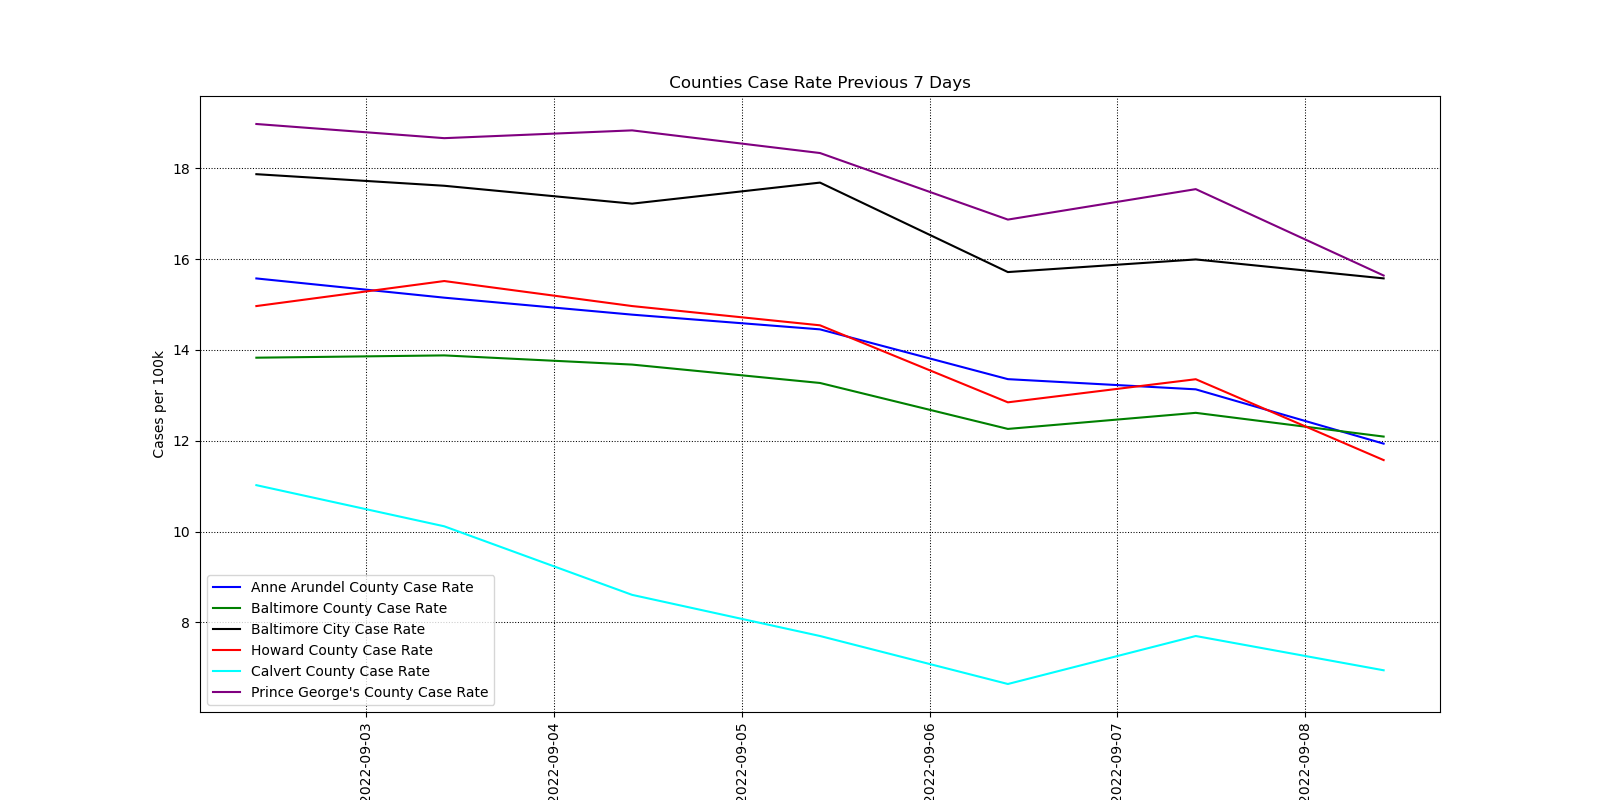 Counties Case Rate Previous 7 Days
Cases per 100k
18
16
14
12
10
8
Anne Arundel County Case Rate
Baltimore County Case Rate
Baltimore City Case Rate
Howard County Case Rate
Calvert County Case Rate
Prince George's County Case Rate
2022-09-03
2022-09-04
2022-09-05
2022-09-06
2022-09-07
2022-09-08